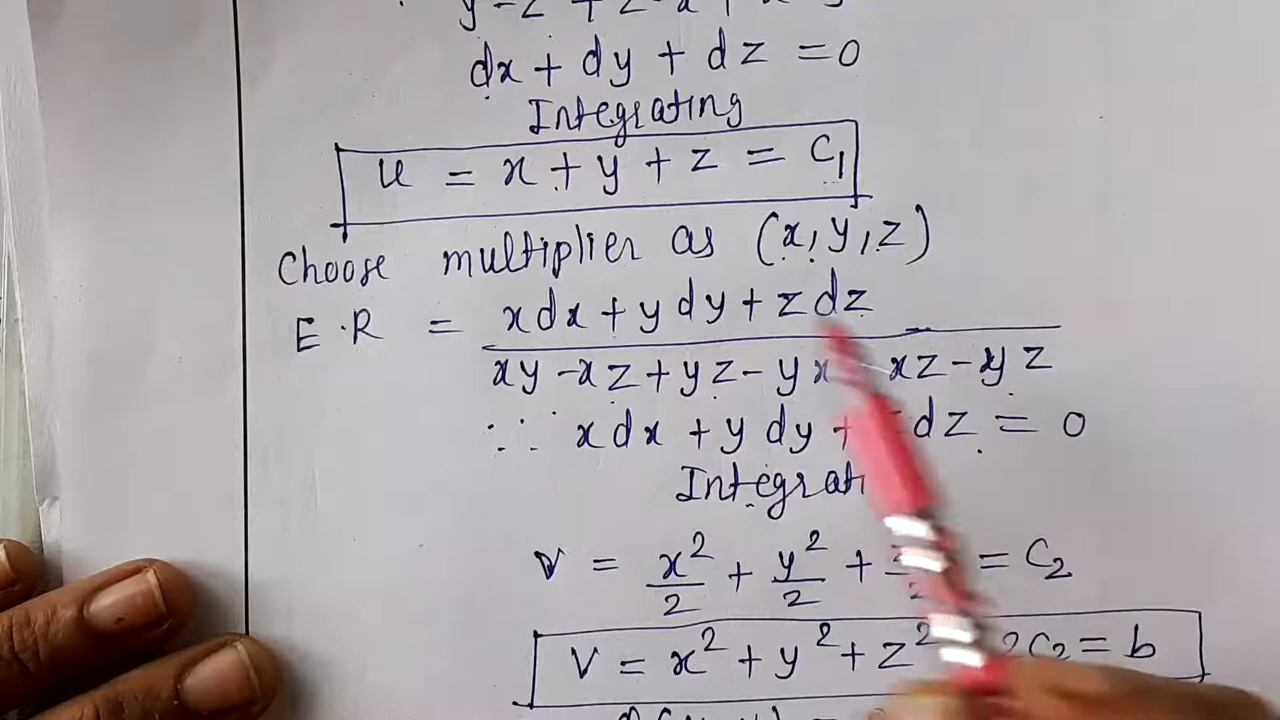 y-z + z-x + x-y
dx + dy + dz = 0
Integrating
u = x + y + z = C₁
Choose multiplier as (x, y, z)
E.R = xdx + ydy + zdz / xy - xz + yz - yx xz - yz
∴ xdx + ydy + dz = 0
V = x²/2 + y²/2 + = C₂
V = x² + y² + z² 2C₂ = b